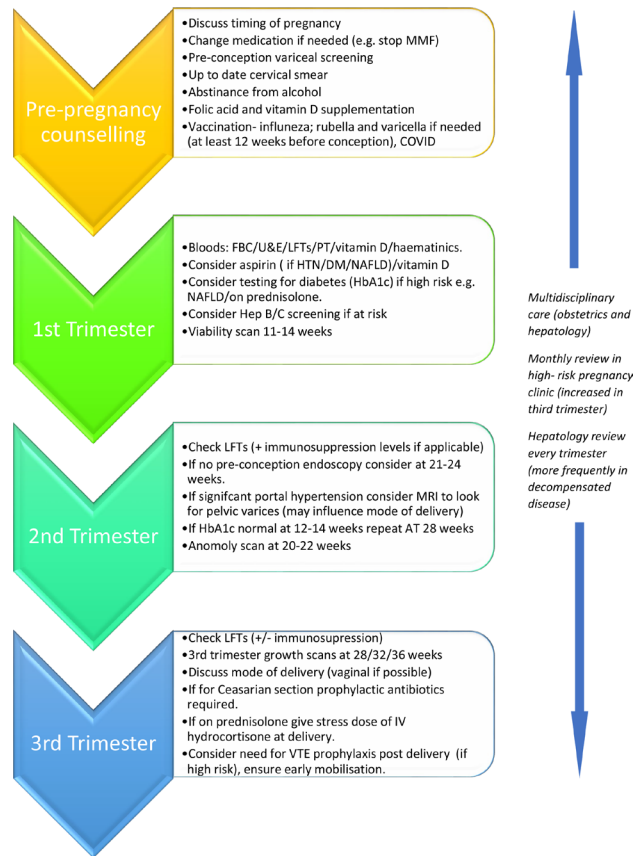 Pre-pregnancy
counselling
•Discuss timing of pregnancy
•Change medication if needed (e.g. stop MMF)
•Pre-conception variceal screening
•Up to date cervical smear
•Abstinance from alcohol
•Folic acid and vitamin D supplementation
•Vaccination- influneza; rubella and varicella if needed
(at least 12 weeks before conception), COVID
1st Trimester
•Bloods: FBC/U&E/LFTs/PT/vitamin D/haematinics.
•Consider aspirin ( if HTN/DM/NAFLD)/vitamin D
•Consider testing for diabetes (HbA1c) if high risk e.g.
NAFLD/on prednisolone.
•Consider Hep B/C screening if at risk
•Viability scan 11-14 weeks
2nd Trimester
•Check LFTs (+ immunosuppression levels if applicable)
•If no pre-conception endoscopy consider at 21-24
weeks.
•If signifcant portal hypertension consider MRI to look
for pelvic varices (may influence mode of delivery)
•If HbA1c normal at 12-14 weeks repeat AT 28 weeks
•Anomoly scan at 20-22 weeks
3rd Trimester
•Check LFTs (+/- immunosupression)
•3rd trimester growth scans at 28/32/36 weeks
•Discuss mode of delivery (vaginal if possible)
•If for Ceasarian section prophylactic antibiotics
required.
•If on prednisolone give stress dose of IV
hydrocortisone at delivery.
•Consider need for VTE prophylaxis post delivery (if
high risk), ensure early mobilisation.
Multidisciplinary
care (obstetrics and
hepatology)
Monthly review in
high- risk pregnancy
clinic (increased in
third trimester)
Hepatology review
every trimester
(more frequently in
decompensated
disease)